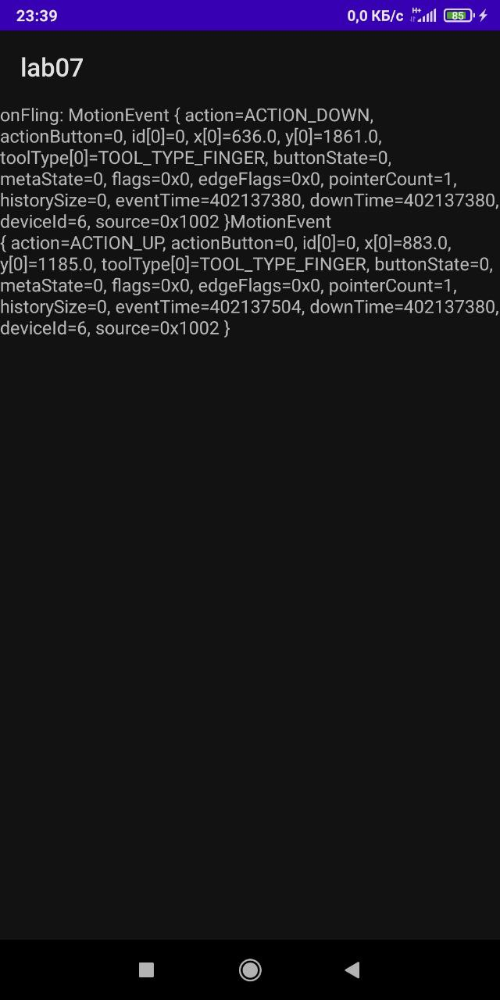 23:39 0,0 КБ/с H+ 85
lab07
onFling: MotionEvent { action=ACTION_DOWN,
actionButton=0, id[0]=0, x[0]=636.0, y[0]=1861.0,
toolType[0]=TOOL_TYPE_FINGER, buttonState=0,
metaState=0, flags=0x0, edgeFlags=0x0, pointerCount=1,
historySize=0, eventTime=402137380, downTime=402137380,
deviceId=6, source=0x1002 }MotionEvent
{ action=ACTION_UP, actionButton=0, id[0]=0, x[0]=883.0,
y[0]=1185.0, toolType[0]=TOOL_TYPE_FINGER, buttonState=0,
metaState=0, flags=0x0, edgeFlags=0x0, pointerCount=1,
historySize=0, eventTime=402137504, downTime=402137380,
deviceId=6, source=0x1002 }